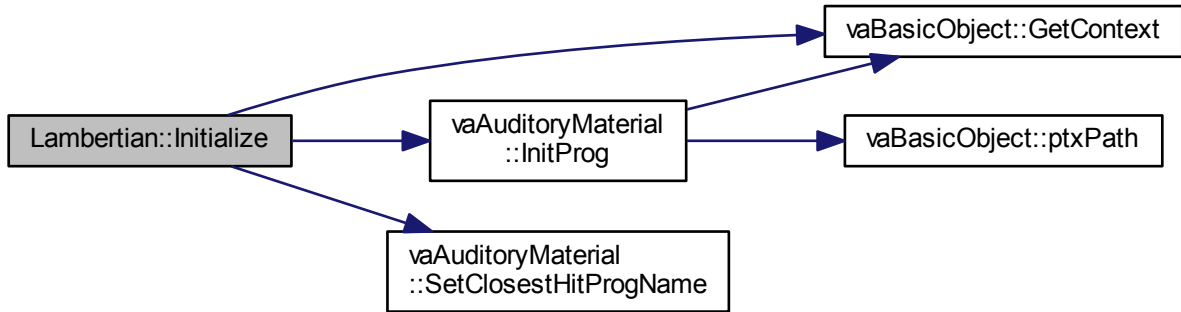 vaBasicObject::GetContext
Lambertian::Initialize
vaAuditoryMaterial
::InitProg
vaBasicObject::ptxPath
vaAuditoryMaterial
::SetClosestHitProgName